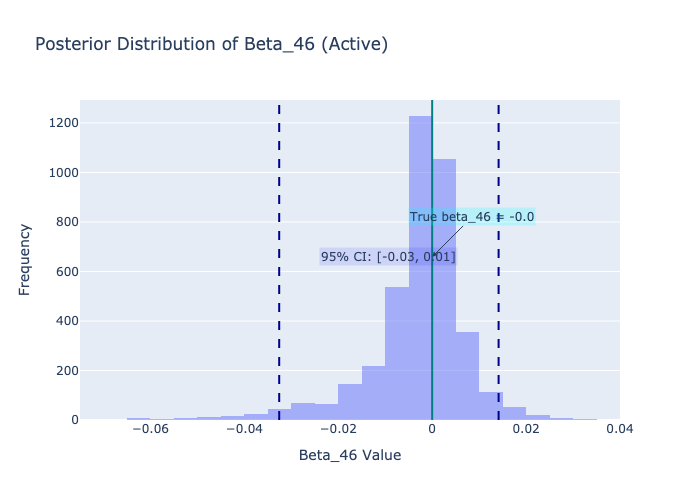 Posterior Distribution of Beta_46 (Active)
1200
1000
800
600
400
200
0
Frequency
True beta_46 = -0.0
95% CI: [-0.03, 0.01]
−0.06
−0.04
−0.02
0
0.02
0.04
Beta_46 Value